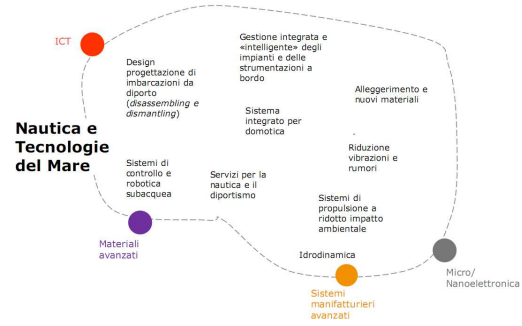 ICT
Design
progettazione di
imbarcazioni da
diporto
(disassembling e
dismantling)
Gestione integrata e
«intelligente» degli
impianti e delle
strumentazioni a
bordo
Alleggerimento e
nuovi materiali
Sistema
integrato per
domotica
Nautica e
Tecnologie
del Mare
Riduzione
vibrazioni e
rumori
Sistemi di
controllo e
robotica
subacquea
Servizi per la
nautica e il
diportismo
Sistemi di
propulsione a
ridotto impatto
ambientale
Idrodinamica
Materiali
avanzati
Micro/
Nanoelettronica
Sistemi
manifatturieri
avanzati